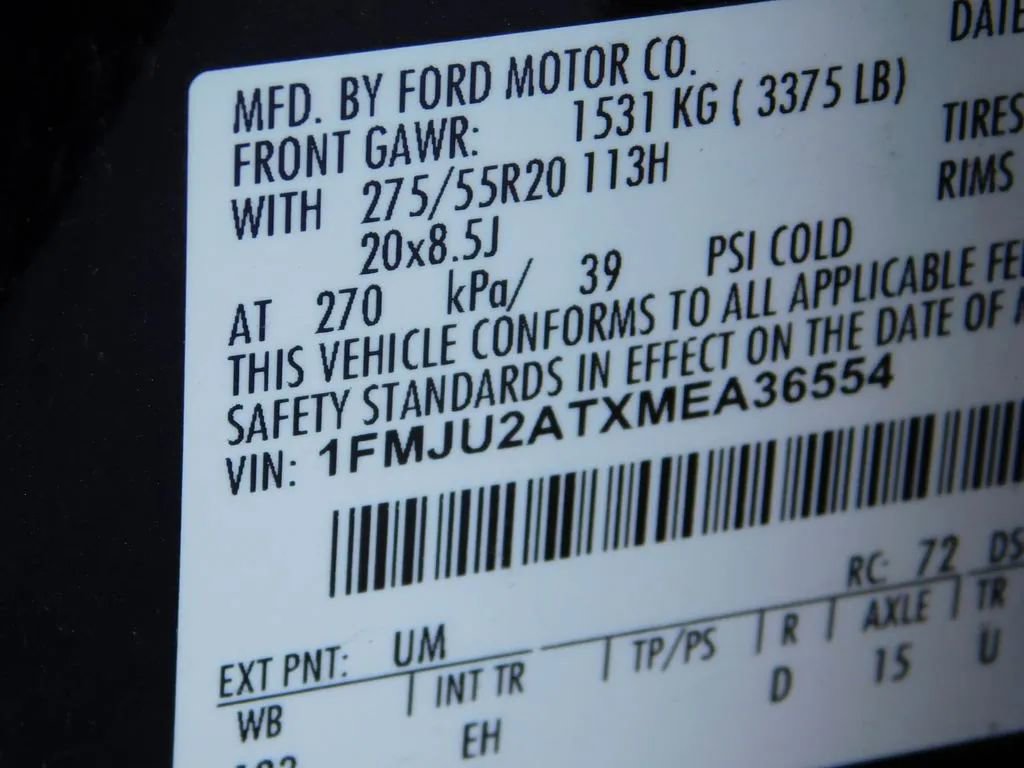 DATE
MFD. BY FORD MOTOR CO.
FRONT GAWR: 1531 KG ( 3375 LB)
TIRES
WITH 275/55R20 113H
RIMS
20x8.5J
AT 270 kPa/ 39 PSI COLD
THIS VEHICLE CONFORMS TO ALL APPLICABLE FE
SAFETY STANDARDS IN EFFECT ON THE DATE OF
VIN: 1FMJU2ATXMEA36554
RC: 72 DS
EXT PNT: UM
WB INT TR TP/PS R AXLE TR
EH D 15 U